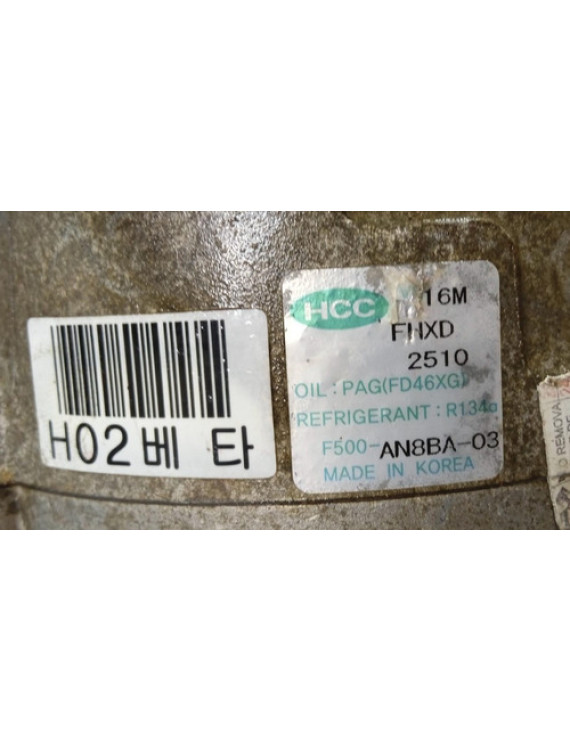 H02베 타
HCC 16M
FHXD
2510
OIL : PAG(FD46XG)
REFRIGERANT : R134a
F500-AN8BA-03
MADE IN KOREA
REMOVA